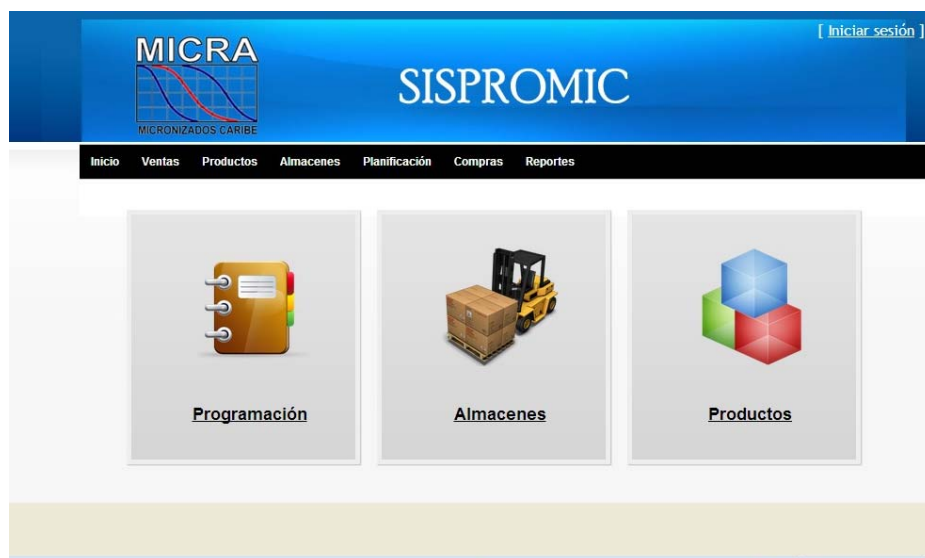 [ Iniciar sesión ]
MICRA
MICRONIZADOS CARIBE
SISPROMIC
Inicio Ventas Productos Almacenes Planificación Compras Reportes
Programación Almacenes Productos